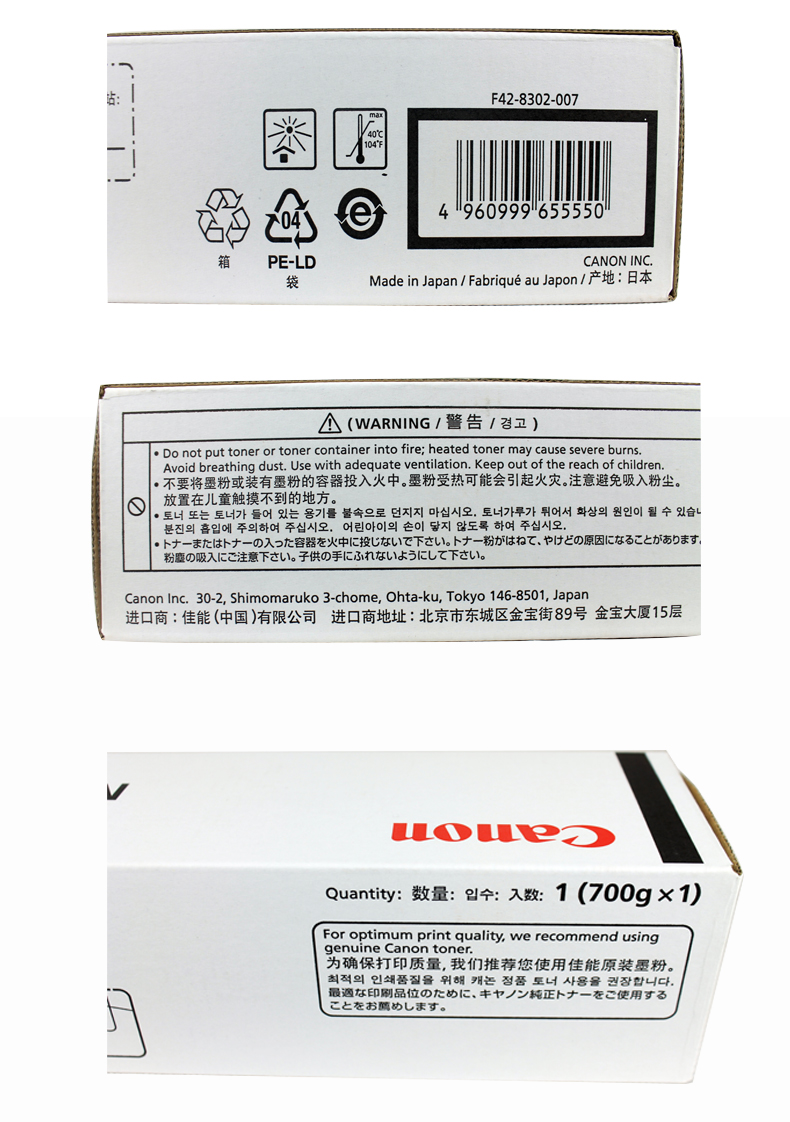 站:
F42-8302-007
max
40℃
104°F
4 960999 655550
04
e
箱
PE-LD
袋
CANON INC.
Made in Japan / Fabriqué au Japon / 产地：日本
(WARNING / 警告 / 경고 )
• Do not put toner or toner container into fire; heated toner may cause severe burns.
Avoid breathing dust. Use with adequate ventilation. Keep out of the reach of children.
• 不要将墨粉或装有墨粉的容器投入火中。墨粉受热可能会引起火灾。注意避免吸入粉尘。
放置在儿童触摸不到的地方。
• 토너 또는 토너가 들어 있는 용기를 불속으로 던지지 마십시오. 토너가루가 튀어서 화상의 원인이 될 수 있습니
분진의 흡입에 주의하여 주십시오. 어린아이의 손이 닿지 않도록 하여 주십시오.
• トナーまたはトナーの入った容器を火中に投じないで下さい。トナー粉がはねて、やけどの原因になることがあります。
粉塵の吸入にご注意下さい。子供の手にふれないようにして下さい。
Canon Inc. 30-2, Shimomaruko 3-chome, Ohta-ku, Tokyo 146-8501, Japan
进口商：佳能(中国)有限公司 进口商地址：北京市东城区金宝街89号 金宝大厦15层
Canon
Quantity: 数量: 입수: 入数: 1 (700g×1)
For optimum print quality, we recommend using
genuine Canon toner.
为确保打印质量, 我们推荐您使用佳能原装墨粉。
최적의 인쇄품질을 위해 캐논 정품 토너 사용을 권장합니다.
最適な印刷品位のために、キヤノン純正トナーをご使用する
ことをお薦めします。